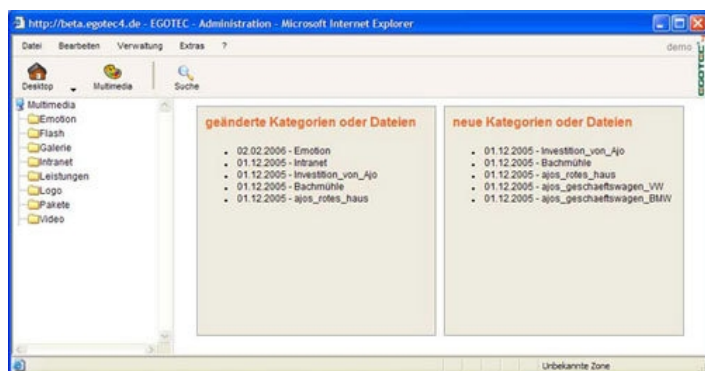 http://beta.egotec4.de - EGOTEC - Administration - Microsoft Internet Explorer
Datei Bearbeiten Verwaltung Extras ?
demo
EGOTEC
Desktop Multimedia Suche
Multimedia
Emotion
Flash
Galerie
Intranet
Leistungen
Logo
Pakete
Video
geänderte Kategorien oder Dateien
02.02.2006 - Emotion
01.12.2005 - Intranet
01.12.2005 - Investition_von_Ajo
01.12.2005 - Bachmühle
01.12.2005 - ajos_rotes_haus
neue Kategorien oder Dateien
01.12.2005 - Investition_von_Ajo
01.12.2005 - Bachmühle
01.12.2005 - ajos_rotes_haus
01.12.2005 - ajos_geschaeftswagen_VW
01.12.2005 - ajos_geschaeftswagen_BMW
Unbekannte Zone